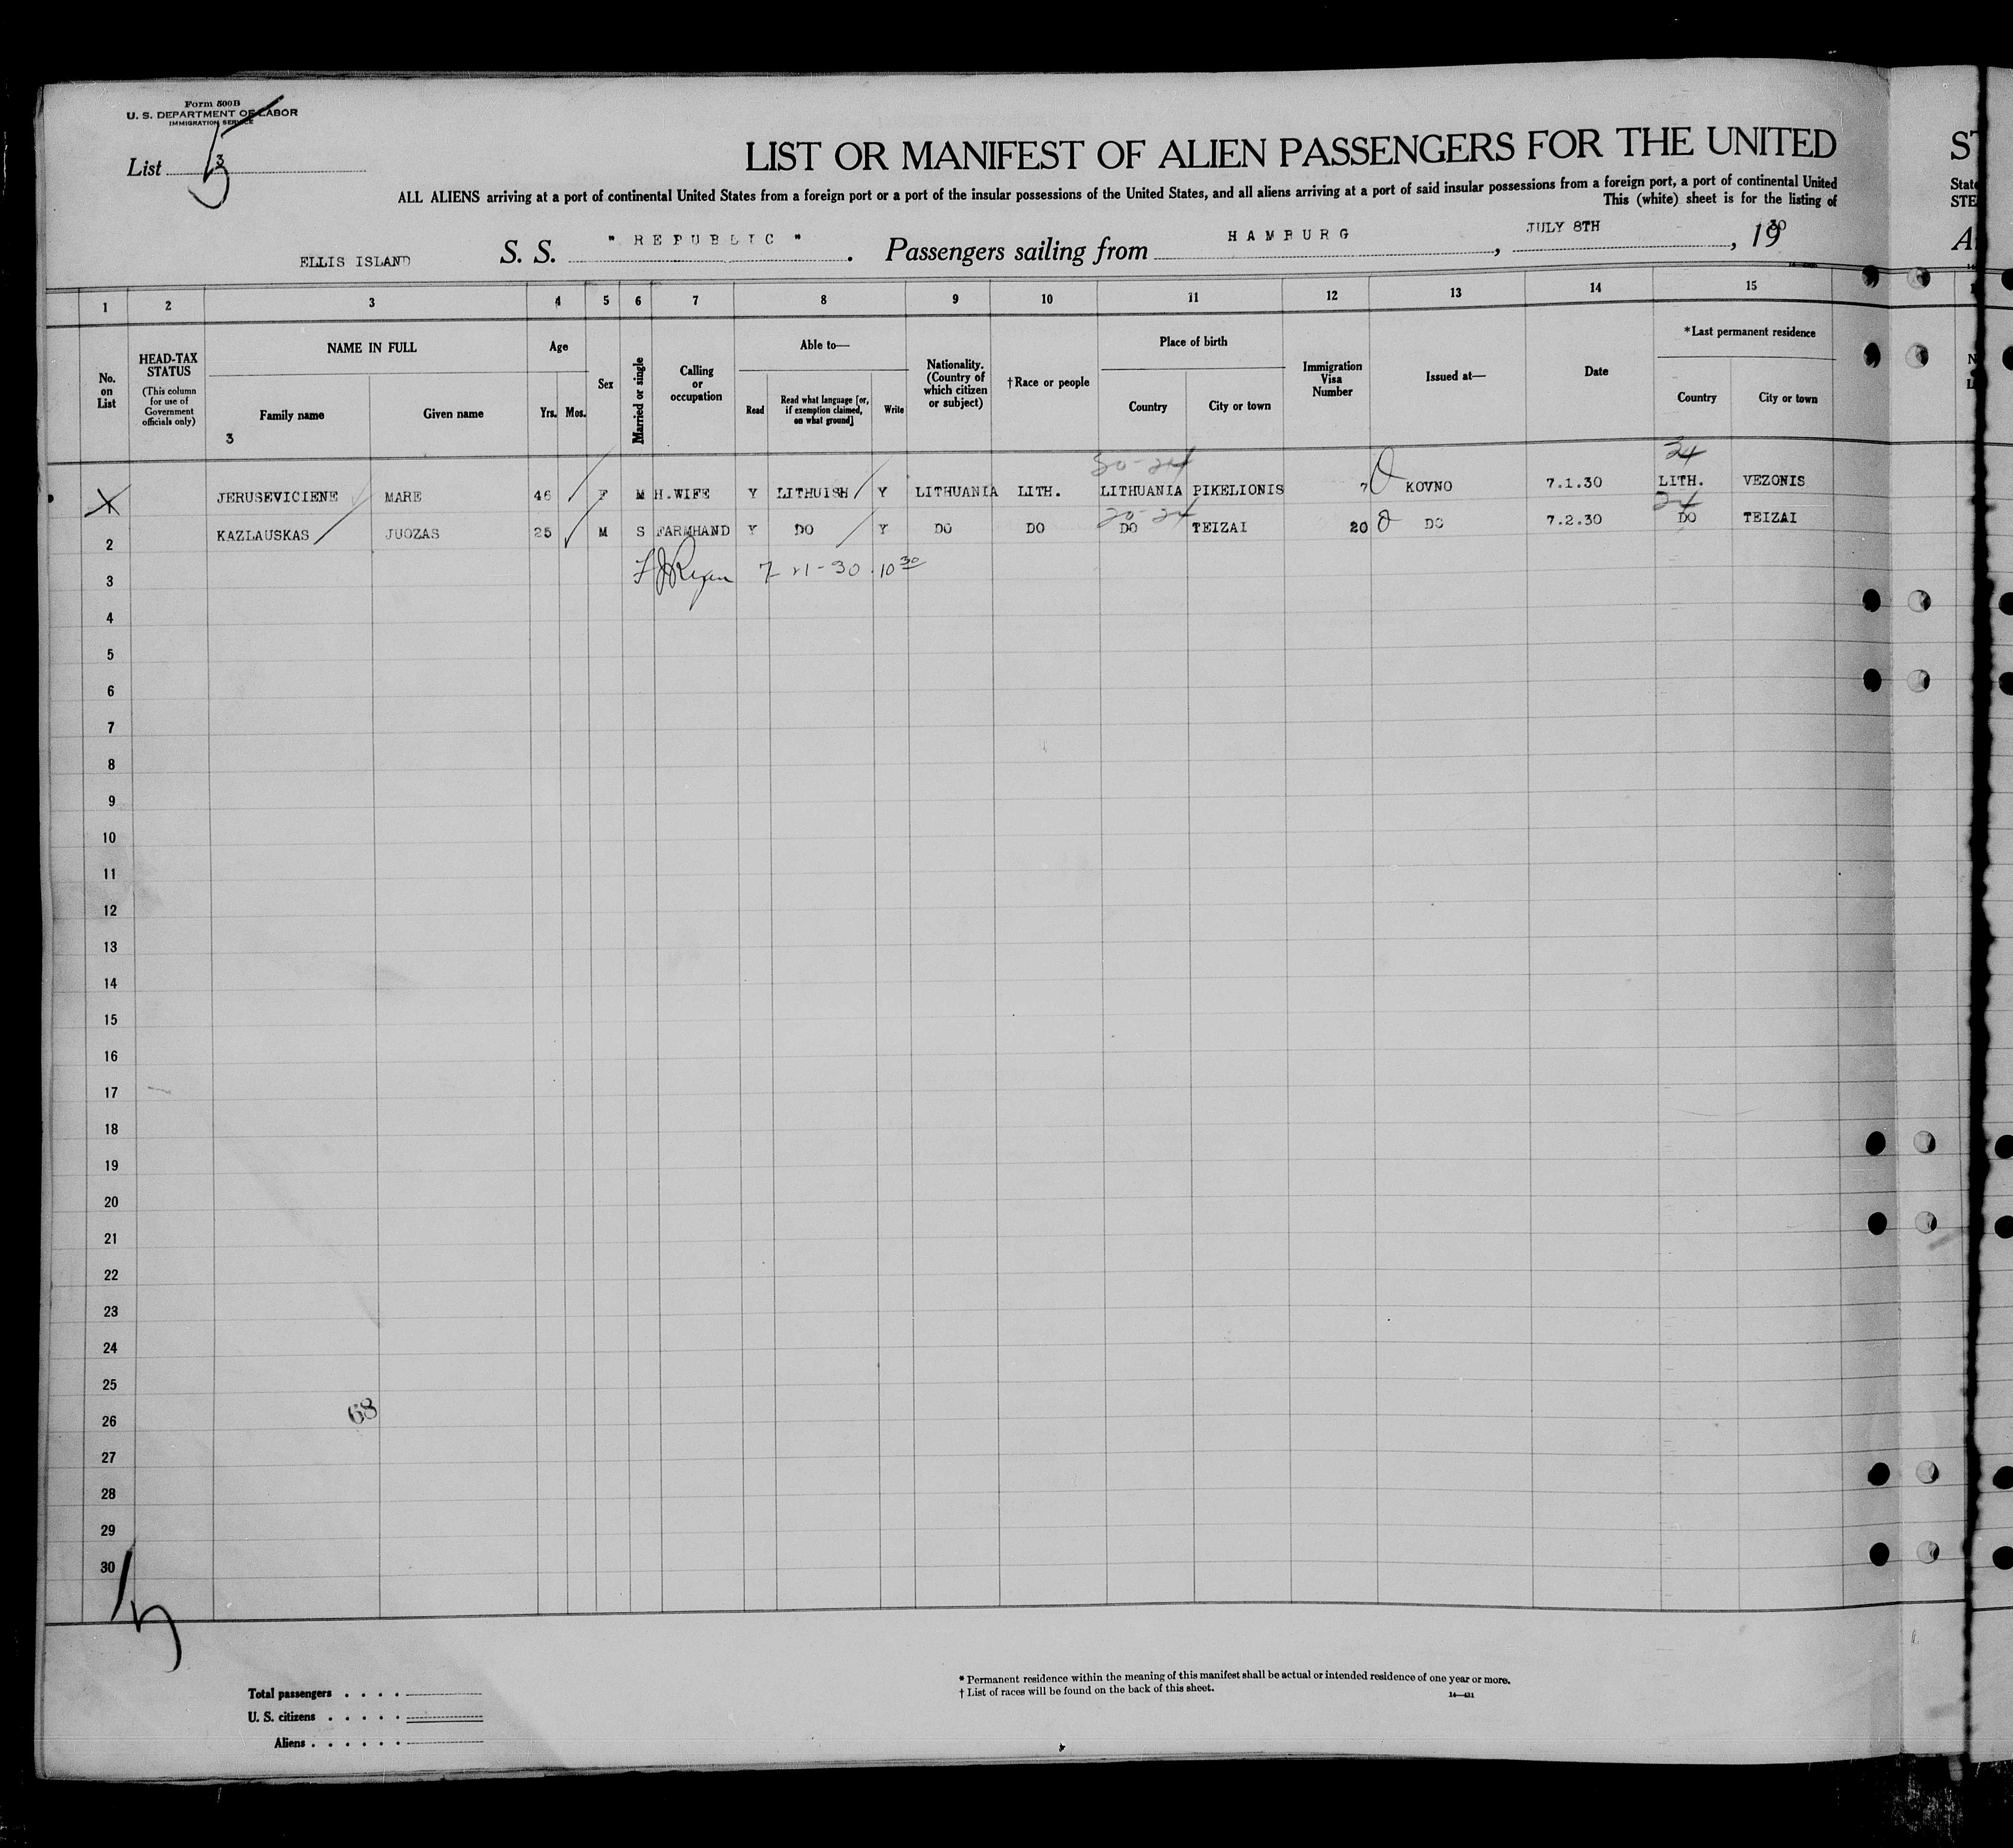 Form 500B
U. S. DEPARTMENT OF LABOR
IMMIGRATION SERVICE
List 3
5
LIST OR MANIFEST OF ALIEN PASSENGERS FOR THE UNITED
ST
ALL ALIENS arriving at a port of continental United States from a foreign port or a port of the insular possessions of the United States, and all aliens arriving at a port of said insular possessions from a foreign port, a port of continental United
State
This (white) sheet is for the listing of
STE
ELLIS ISLAND S. S. " REPUBLIC " . Passengers sailing from HAMBURG , JULY 8TH , 1930
A
1 2 3 4 5 6 7 8 9 10 11 12 13 14 15
No. on List
HEAD-TAX STATUS
(This column for use of Government officials only)
NAME IN FULL
Family name Given name
3
Age
Yrs. Mos.
Sex
Married or single
Calling or occupation
Able to—
Read
Read what language [or, if exemption claimed, on what ground]
Write
Nationality. (Country of which citizen or subject)
†Race or people
Place of birth
Country City or town
Immigration Visa Number
Issued at—
Date
*Last permanent residence
Country City or town
24
X JERUSEVICIENE MARE 46 F M H.WIFE Y LITHUISH Y LITHUANIA LITH. LITHUANIA PIKELIONIS 7 KOVNO 7.1.30 LITH. VEZONIS
2 KAZLAUSKAS JUOZAS 25 M S FARMHAND Y DO Y DO DO DO TEIZAI 20 DO 7.2.30 DO TEIZAI
3 7-21-30 10 30
4
5
6
7
8
9
10
11
12
13
14
15
16
17
18
19
20
21
22
23
24
25
26 68
27
28
29
30
5
Total passengers . . . .
U. S. citizens . . . . .
Aliens . . . . . .
* Permanent residence within the meaning of this manifest shall be actual or intended residence of one year or more.
† List of races will be found on the back of this sheet.
14—431